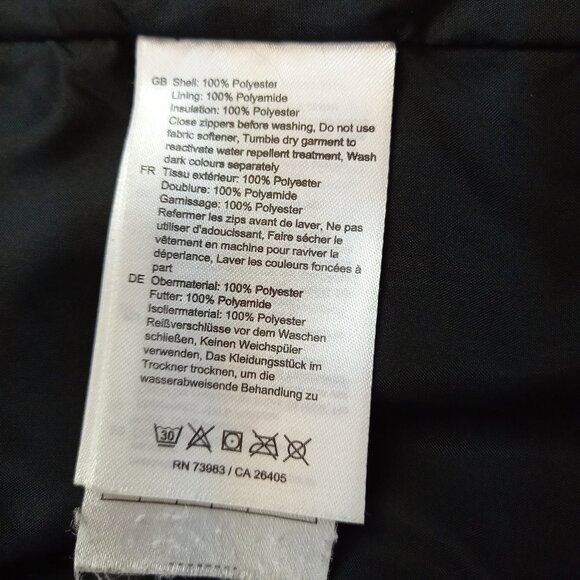 GB Shell: 100% Polyester
Lining: 100% Polyamide
Insulation: 100% Polyester
Close zippers before washing, Do not use
fabric softener, Tumble dry garment to
reactivate water repellent treatment, Wash
dark colours separately
FR Tissu extérieur: 100% Polyester
Doublure: 100% Polyamide
Garnissage: 100% Polyester
Refermer les zips avant de laver, Ne pas
utiliser d'adoucissant, Faire sécher le
vêtement en machine pour raviver la
déperlance, Laver les couleurs foncées à
part
DE Obermaterial: 100% Polyester
Futter: 100% Polyamide
Isoliermaterial: 100% Polyester
Reißverschlüsse vor dem Waschen
schließen, Keinen Weichspüler
verwenden, Das Kleidungsstück im
Trockner trocknen, um die
wasserabweisende Behandlung zu
30
RN 73983 / CA 26405